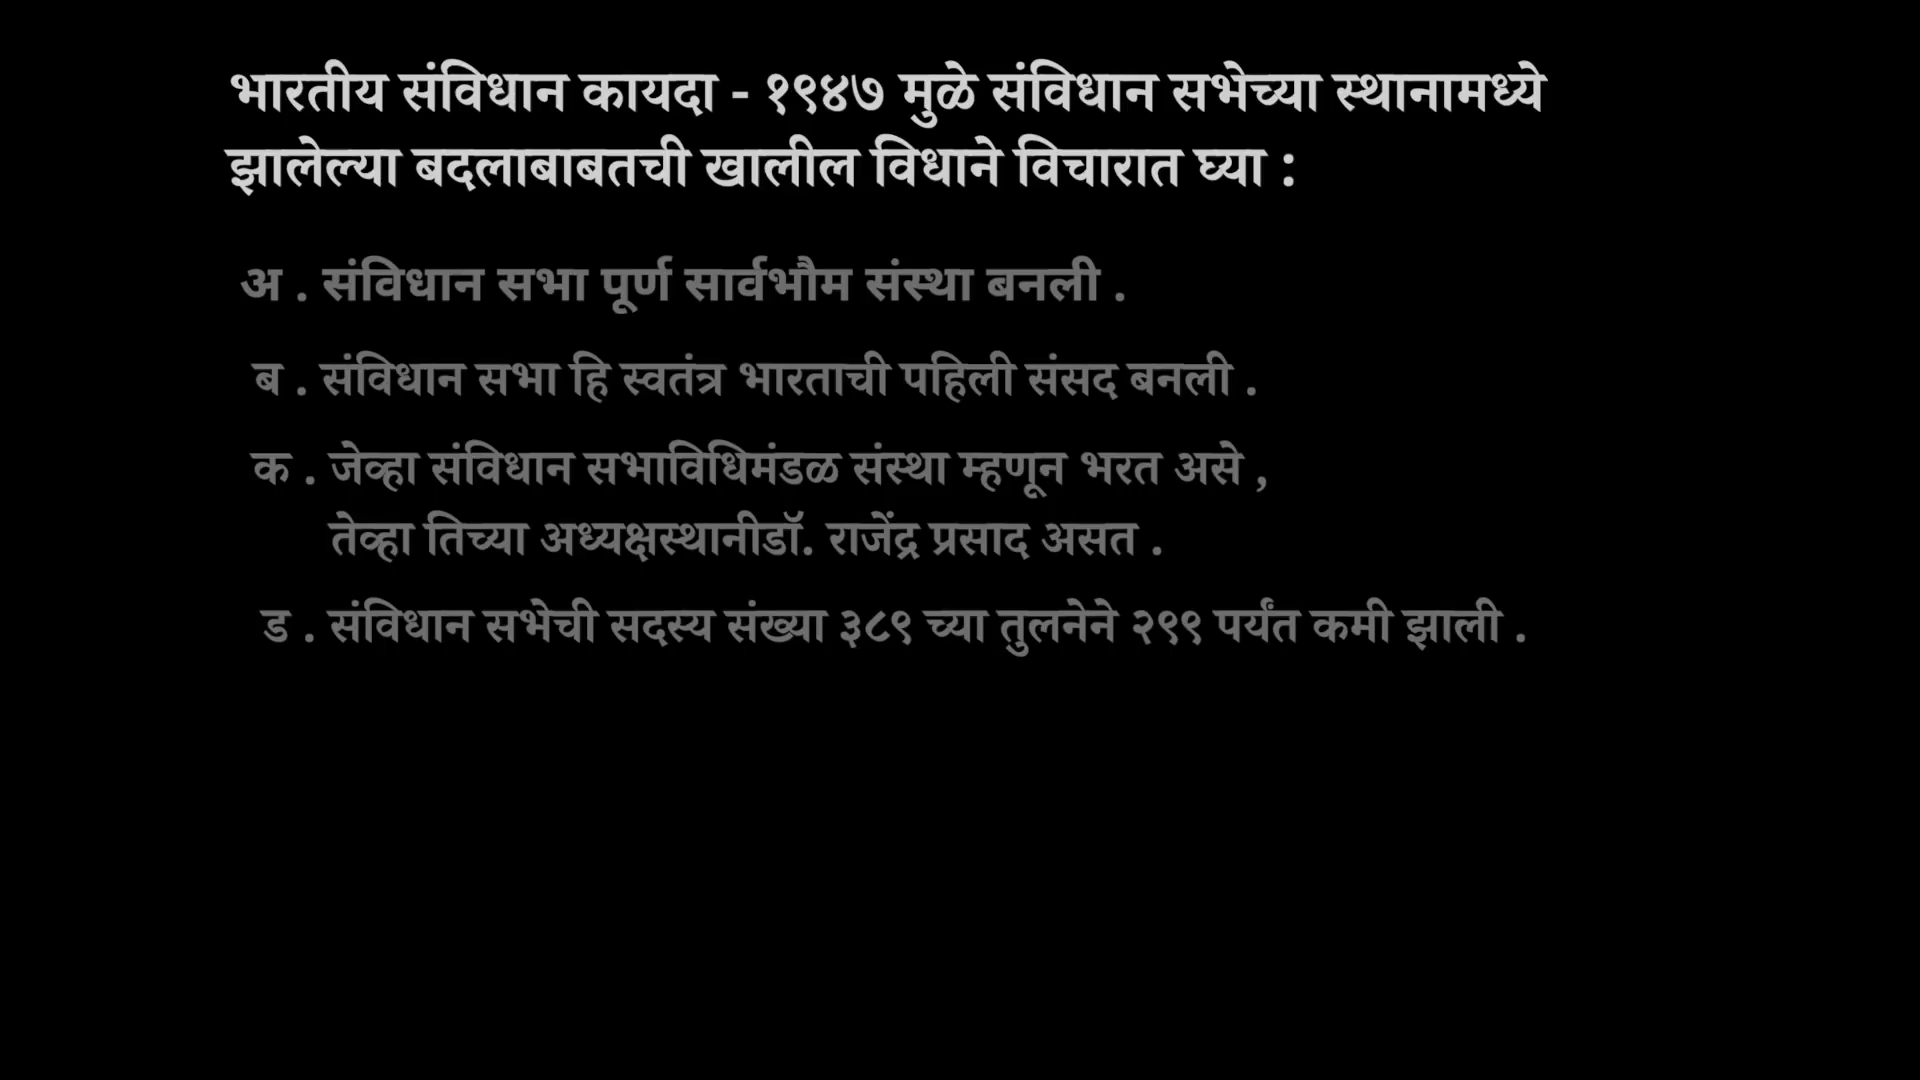 भारतीय संविधान कायदा - १९४७ मुळे संविधान सभेच्या स्थानामध्ये
झालेल्या बदलाबाबतची खालील विधाने विचारात घ्या :
अ . संविधान सभा पूर्ण सार्वभौम संस्था बनली .
ब . संविधान सभा हि स्वतंत्र भारताची पहिली संसद बनली .
क . जेव्हा संविधान सभाविधिमंडळ संस्था म्हणून भरत असे ,
तेव्हा तिच्या अध्यक्षस्थानीडॉ. राजेंद्र प्रसाद असत .
ड . संविधान सभेची सदस्य संख्या ३८९ च्या तुलनेने २९९ पर्यंत कमी झाली .